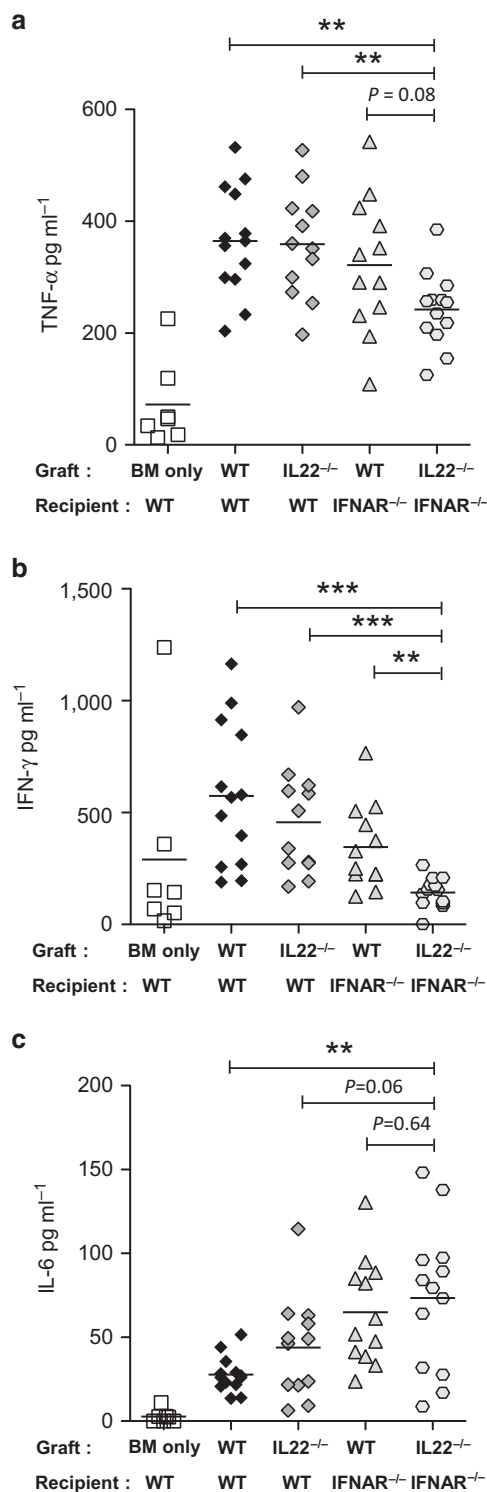 a
**
**
P = 0.08
600
400
200
0
TNF-α pg ml⁻¹
Graft : BM only WT IL22⁻/⁻ WT IL22⁻/⁻
Recipient : WT WT WT IFNAR⁻/⁻ IFNAR⁻/⁻
b
***
***
**
1,500
1,000
500
0
IFN-γ pg ml⁻¹
Graft : BM only WT IL22⁻/⁻ WT IL22⁻/⁻
Recipient : WT WT WT IFNAR⁻/⁻ IFNAR⁻/⁻
c
**
P=0.06
P=0.64
200
150
100
50
0
IL-6 pg ml⁻¹
Graft : BM only WT IL22⁻/⁻ WT IL22⁻/⁻
Recipient : WT WT WT IFNAR⁻/⁻ IFNAR⁻/⁻